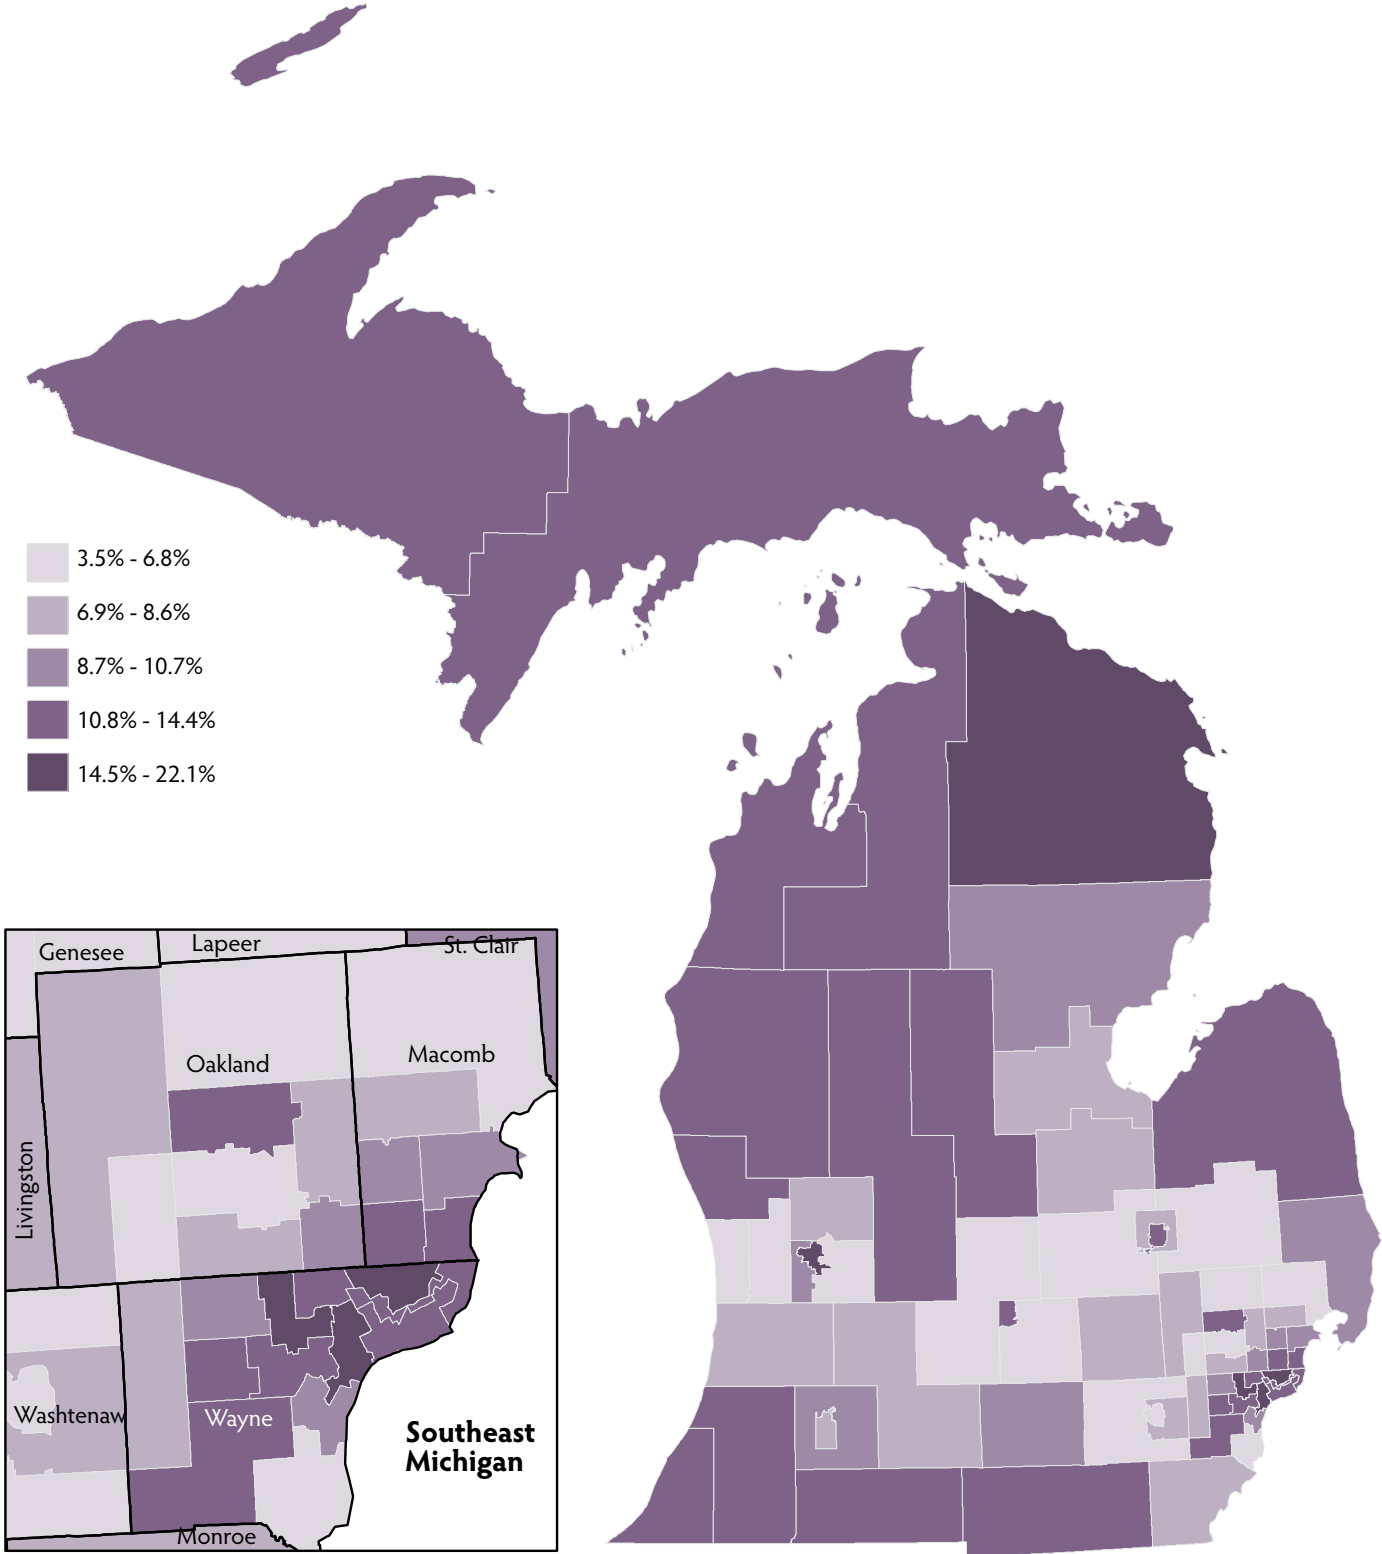 3.5% - 6.8%
6.9% - 8.6%
8.7% - 10.7%
10.8% - 14.4%
14.5% - 22.1%
Genesee
Lapeer
St. Clair
Oakland
Macomb
Livingston
Washtenaw
Wayne
Southeast
Michigan
Monroe